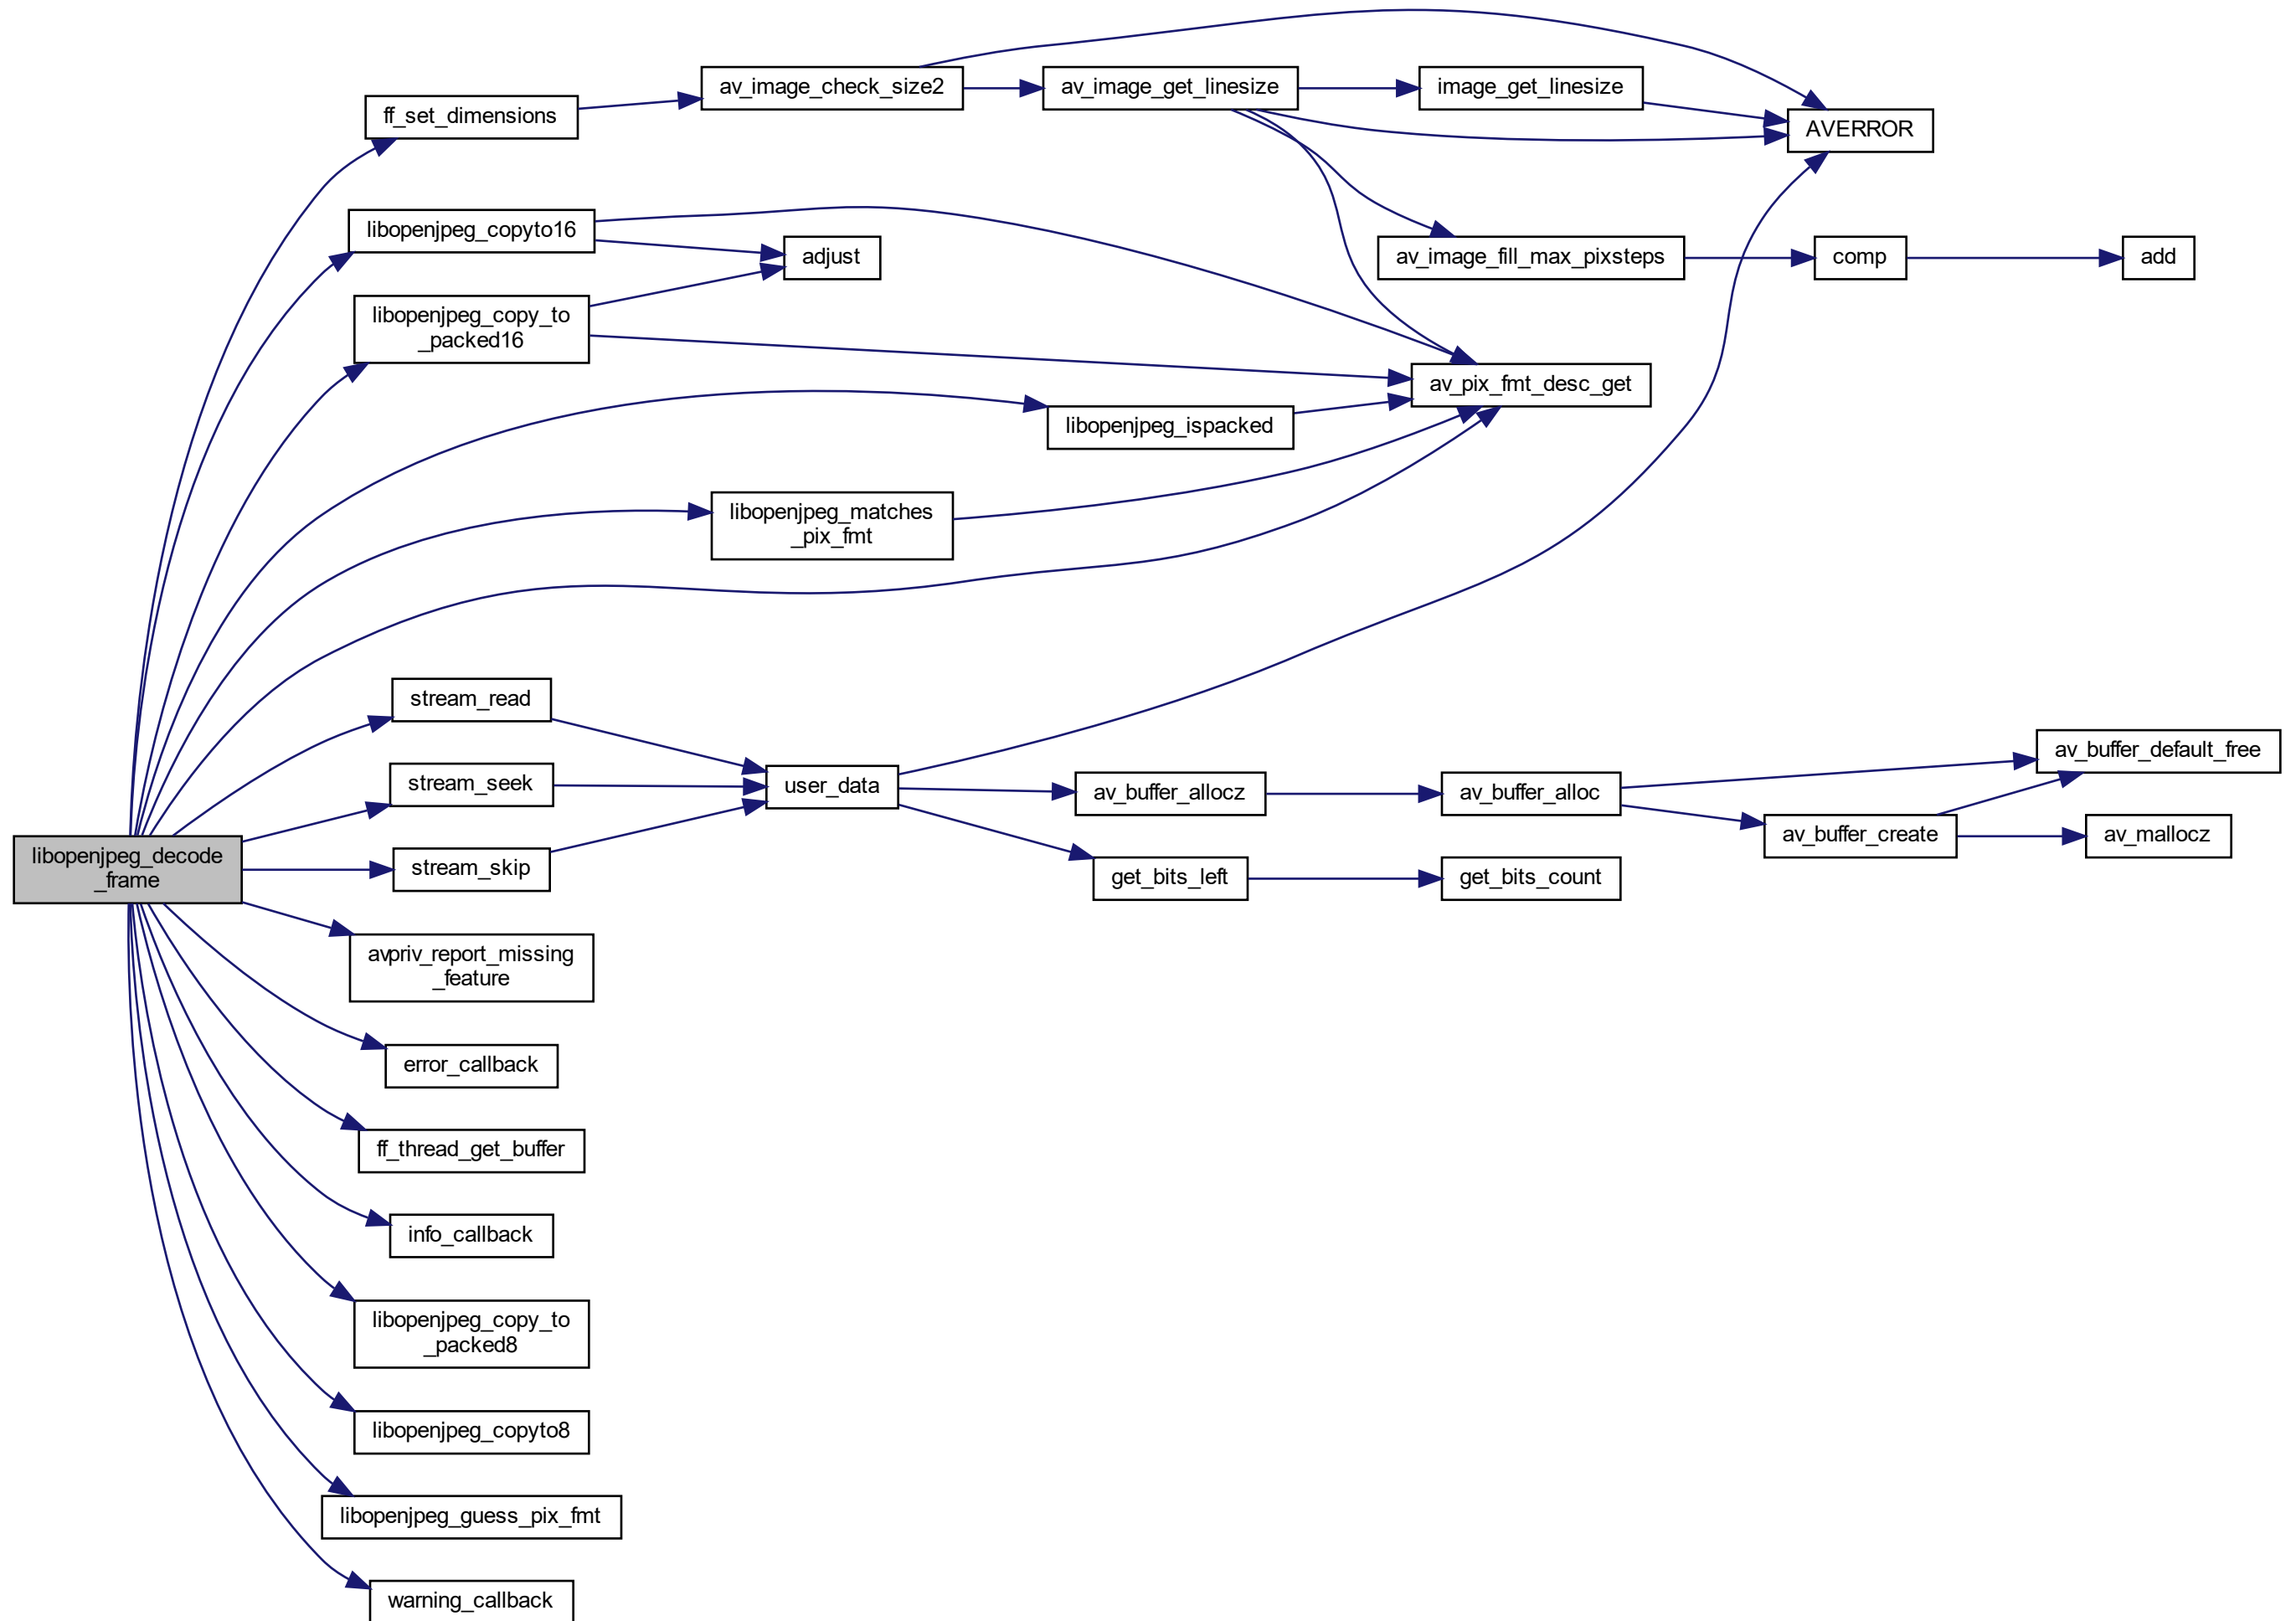 av_image_check_size2
av_image_get_linesize
image_get_linesize
ff_set_dimensions
AVERROR
libopenjpeg_copyto16
adjust
av_image_fill_max_pixsteps
comp
add
libopenjpeg_copy_to
_packed16
av_pix_fmt_desc_get
libopenjpeg_ispacked
libopenjpeg_matches
_pix_fmt
stream_read
stream_seek
user_data
av_buffer_allocz
av_buffer_alloc
av_buffer_default_free
av_buffer_create
av_mallocz
libopenjpeg_decode
_frame
stream_skip
get_bits_left
get_bits_count
avpriv_report_missing
_feature
error_callback
ff_thread_get_buffer
info_callback
libopenjpeg_copy_to
_packed8
libopenjpeg_copyto8
libopenjpeg_guess_pix_fmt
warning_callback